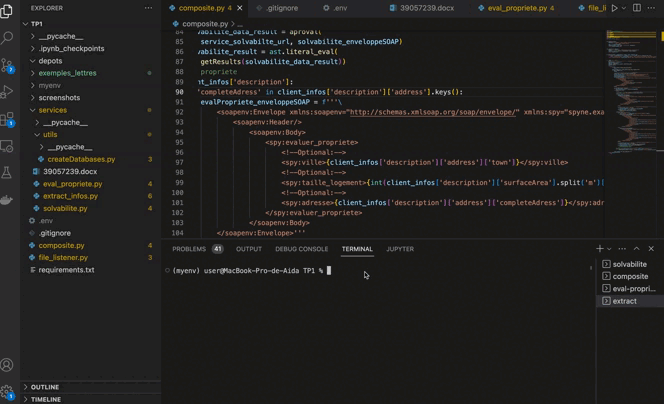 EXPLORER
TP1
__pycache__
.ipynb_checkpoints
depots
exemples_lettres
myenv
screenshots
services
__pycache__
utils
__pycache__
createDatabases.py 3
39057239.docx
eval_propriete.py 4
extract_infos.py 6
solvabilite.py 4
.env
.gitignore
composite.py 4
file_listener.py 3
requirements.txt
OUTLINE
TIMELINE
composite.py 4
.gitignore
.env
39057239.docx
eval_propriete.py 4
file_li
composite.py > ...
84 vabilite_data_result = aproval(
85 service_solvabilte_url, solvabilite_enveloppeSOAP)
86 vabilite_result = ast.literal_eval(
87 getResults(solvabilite_data_result))
88 propriete
89 nt_infos['description']:
90 'completeAdress' in client_infos['description']['address'].keys():
91 evalPropriete_enveloppeSOAP = f'''\
92 <soapenv:Envelope xmlns:soapenv="http://schemas.xmlsoap.org/soap/envelope/" xmlns:spy="spyne.exa
93 <soapenv:Header/>
94 <soapenv:Body>
95 <spy:evaluer_propriete>
96 <!--Optional:-->
97 <spy:ville>{client_infos['description']['address']['town']}</spy:ville>
98 <!--Optional:-->
99 <spy:taille_logement>{int(client_infos['description']['surfaceArea'].split('m')[
100 <!--Optional:-->
101 <spy:adresse>{client_infos['description']['address']['completeAdress']}</spy:adr
102 </spy:evaluer_propriete>
103 </soapenv:Body>
104 </soapenv:Envelope>'''
PROBLEMS 41 OUTPUT DEBUG CONSOLE TERMINAL JUPYTER
(myenv) user@MacBook-Pro-de-Aida TP1 %
solvabilite
composite
eval-propri...
extract